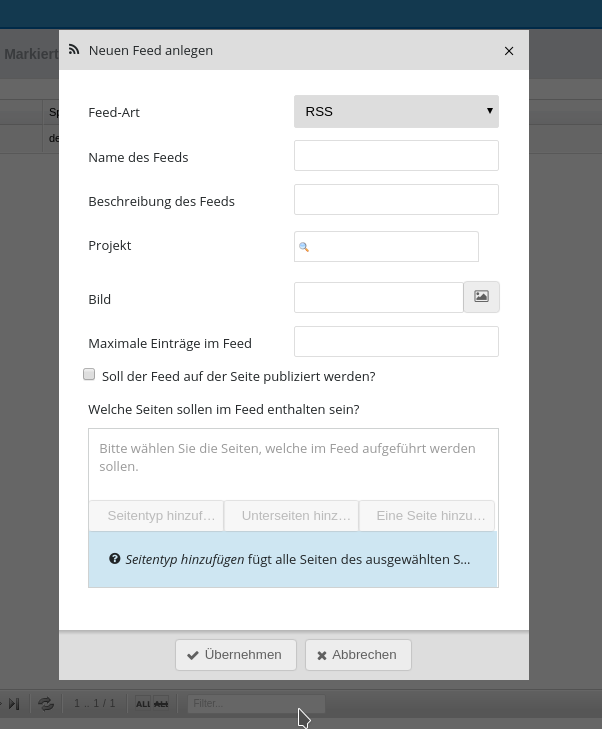 Neuen Feed anlegen ×
Markiert
Feed-Art RSS
Name des Feeds
Beschreibung des Feeds
Projekt
Bild
Maximale Einträge im Feed
Soll der Feed auf der Seite publiziert werden?
Welche Seiten sollen im Feed enthalten sein?
Bitte wählen Sie die Seiten, welche im Feed aufgeführt werden
sollen.
Seitentyp hinzuf... Unterseiten hinz... Eine Seite hinzu...
Seitentyp hinzufügen fügt alle Seiten des ausgewählten S...
Übernehmen Abbrechen
1 .. 1 / 1 ALL ALL Filter...